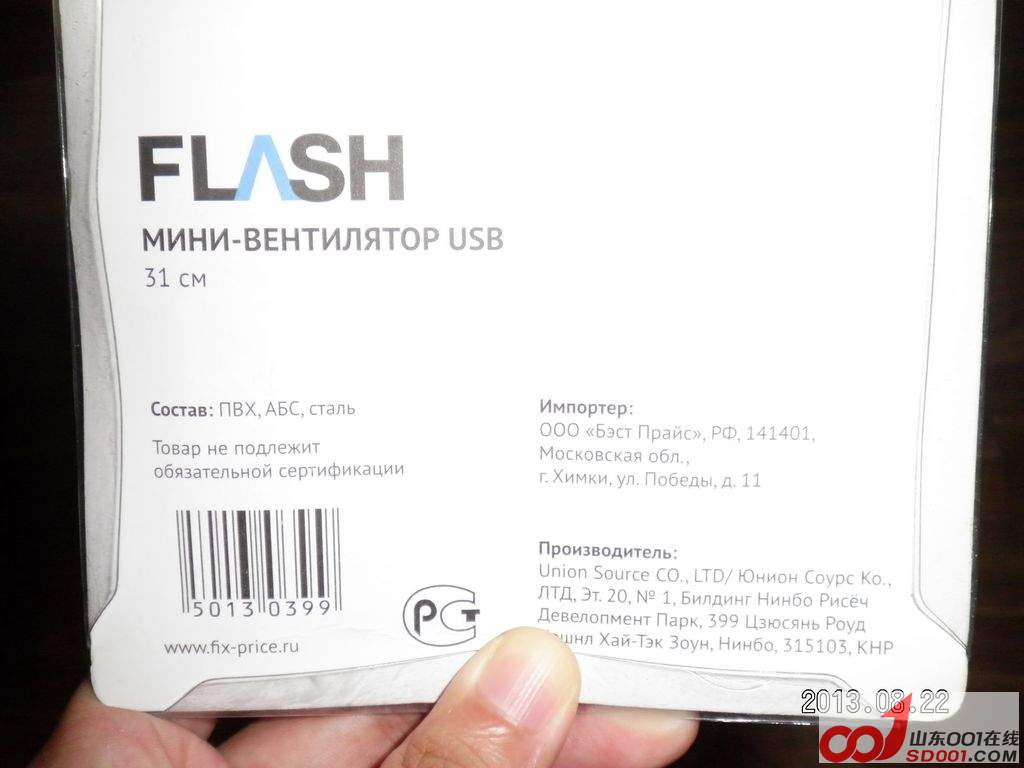 FLASH
МИНИ-ВЕНТИЛЯТОР USB
31 см
Состав: ПВХ, АБС, сталь
Товар не подлежит
обязательной сертификации
5013 0399
www.fix-price.ru
РСТ
Импортер:
ООО «Бэст Прайс», РФ, 141401,
Московская обл.,
г. Химки, ул. Победы, д. 11
Производитель:
Union Source CO., LTD/ Юнион Соурс Ко.,
ЛТД, Эт. 20, № 1, Билдинг Нинбо Рисёч
Девелопмент Парк, 399 Цзюсянь Роуд
Хай-Тэк Зоун, Нинбо, 315103, КНР
2013.08.22
001 山东001在线
SD001.COM